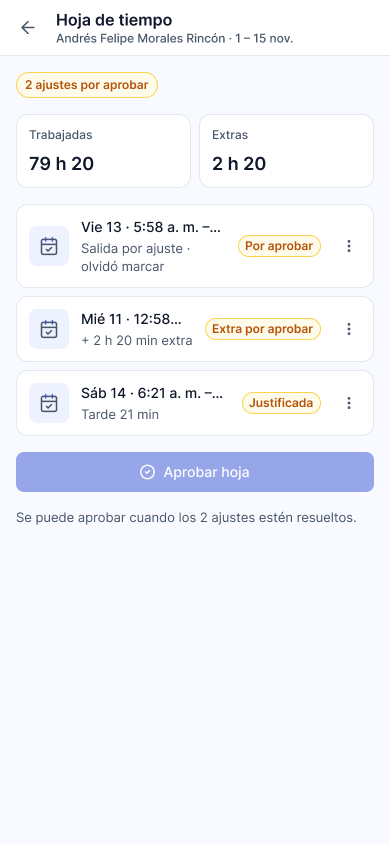 Hoja de tiempo
Andrés Felipe Morales Rincón · 1 – 15 nov.
2 ajustes por aprobar
Trabajadas
79 h 20
Extras
2 h 20
Vie 13 · 5:58 a. m. –...
Salida por ajuste ·
olvidó marcar
Por aprobar
Mié 11 · 12:58...
+ 2 h 20 min extra
Extra por aprobar
Sáb 14 · 6:21 a. m. –...
Tarde 21 min
Justificada
Aprobar hoja
Se puede aprobar cuando los 2 ajustes estén resueltos.